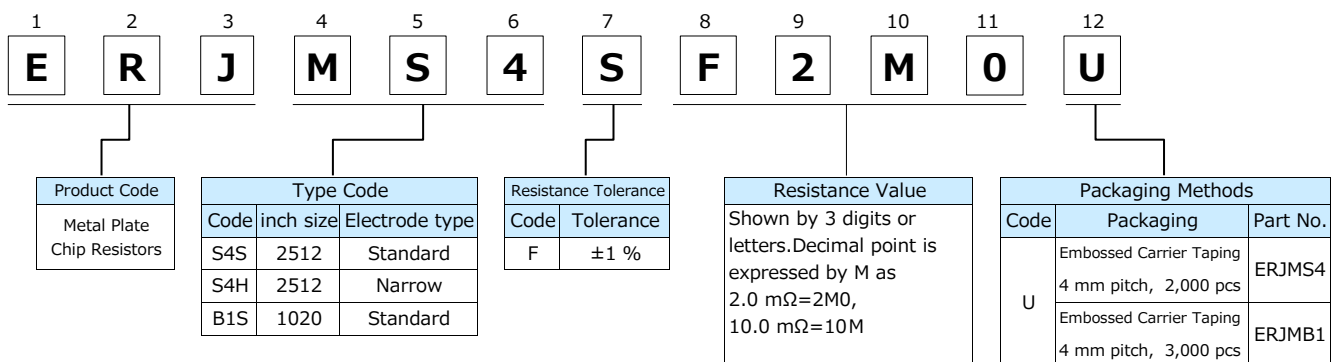 1 2 3 4 5 6 7 8 9 10 11 12
E R J M S 4 S F 2 M 0 U
Product Code
Metal Plate
Chip Resistors
Type Code
Code inch size Electrode type
S4S 2512 Standard
S4H 2512 Narrow
B1S 1020 Standard
Resistance Tolerance
Code Tolerance
F ±1 %
Resistance Value
Shown by 3 digits or
letters.Decimal point is
expressed by M as
2.0 mΩ=2M0,
10.0 mΩ=10M
Packaging Methods
Code Packaging Part No.
U
Embossed Carrier Taping
4 mm pitch, 2,000 pcs
ERJMS4
Embossed Carrier Taping
4 mm pitch, 3,000 pcs
ERJMB1